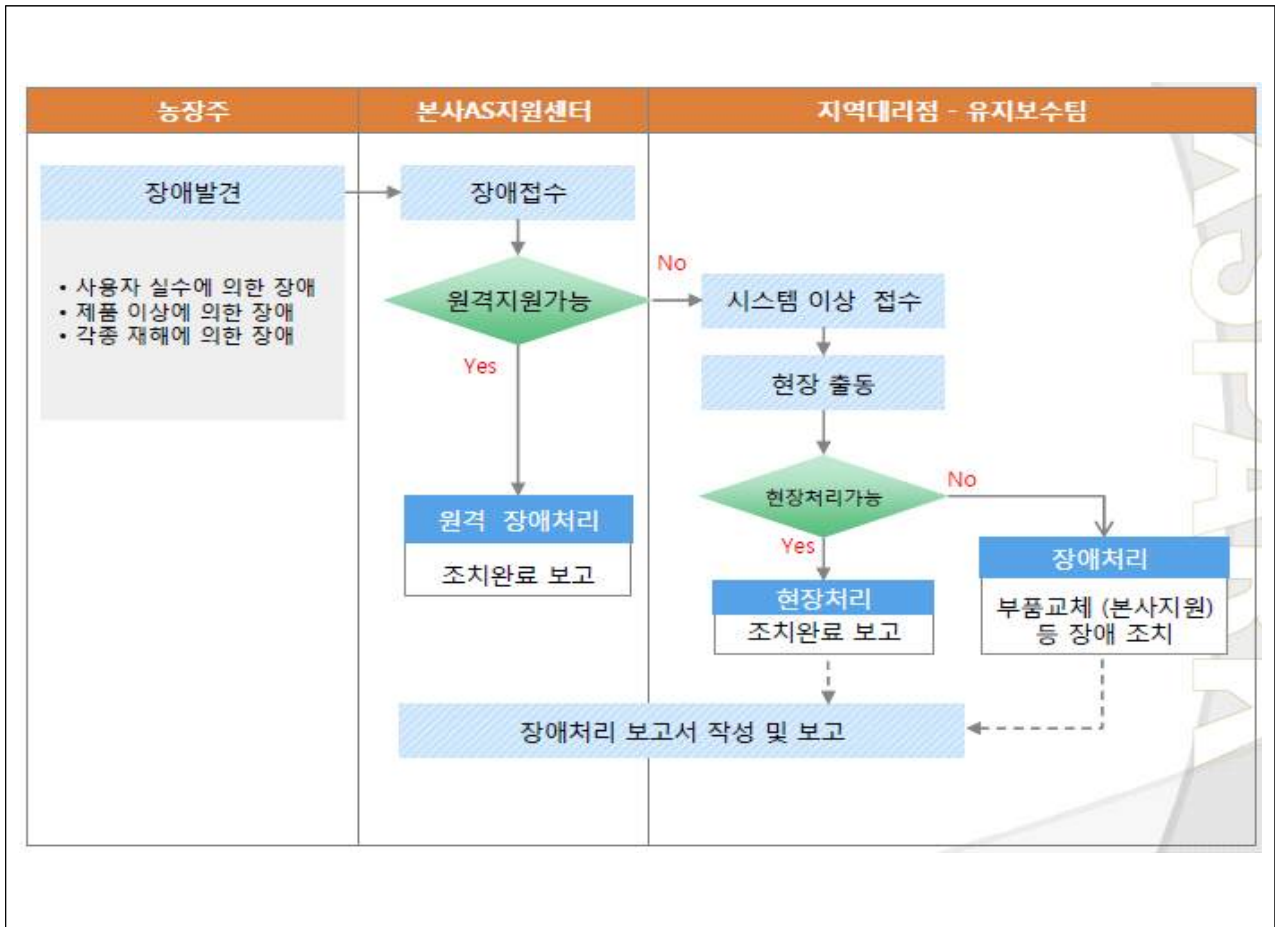 농장주
본사AS지원센터
지역대리점 - 유지보수팀
장애발견
장애접수
• 사용자 실수에 의한 장애
• 제품 이상에 의한 장애
• 각종 재해에 의한 장애
원격지원가능
No
시스템 이상 접수
Yes
현장 출동
현장처리가능
No
원격 장애처리
조치완료 보고
Yes
현장처리
조치완료 보고
장애처리
부품교체 (본사지원)
등 장애 조치
장애처리 보고서 작성 및 보고